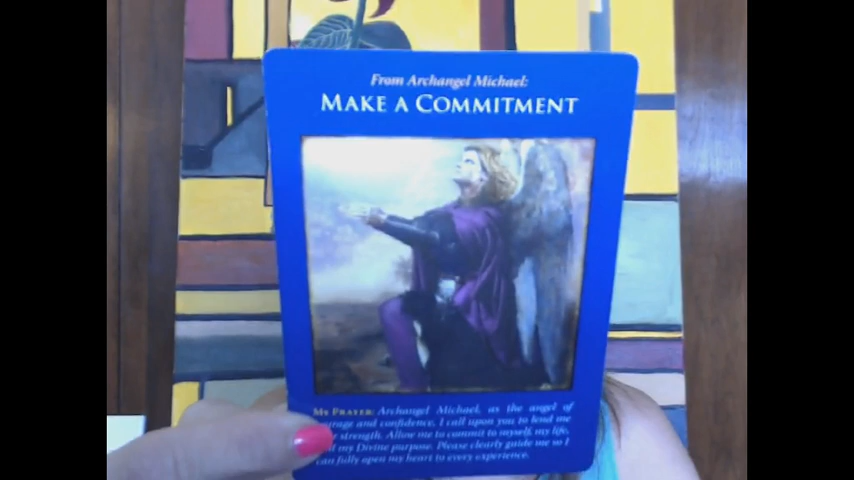 From Archangel Michael:
MAKE A COMMITMENT
MY PRAYER: Archangel Michael, as the angel of
and confidence, I call upon you to lend me
strength. Allow me to commit to myself, my life,
my Divine purpose. Please clearly guide me so I
can fully open my heart to every experience.